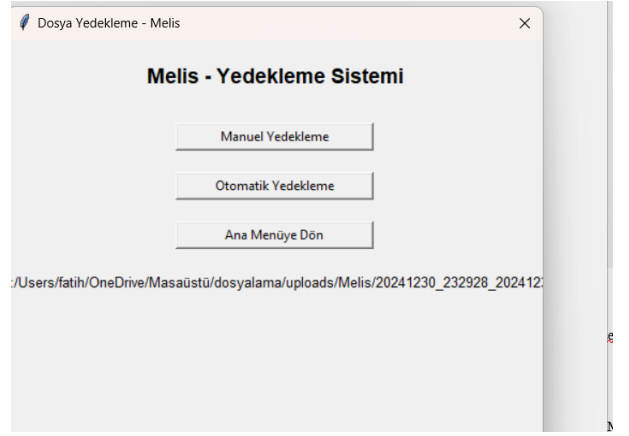 Dosya Yedekleme - Melis
Melis - Yedekleme Sistemi
Manuel Yedekleme
Otomatik Yedekleme
Ana Menüye Dön
:/Users/fatih/OneDrive/Masaüstü/dosyalama/uploads/Melis/20241230_232928_2024123
e